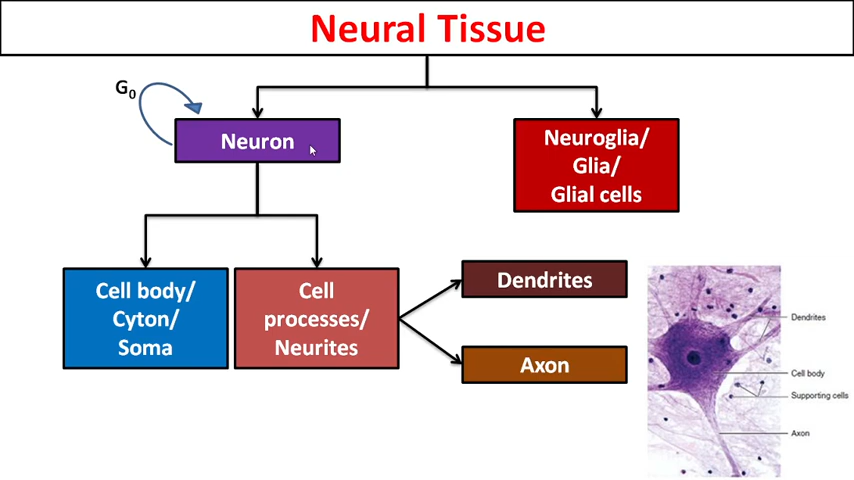 Neural Tissue
G₀
Neuron
Neuroglia/
Glia/
Glial cells
Cell body/
Cyton/
Soma
Cell
processes/
Neurites
Dendrites
Axon
Dendrites
Cell body
Supporting cells
Axon